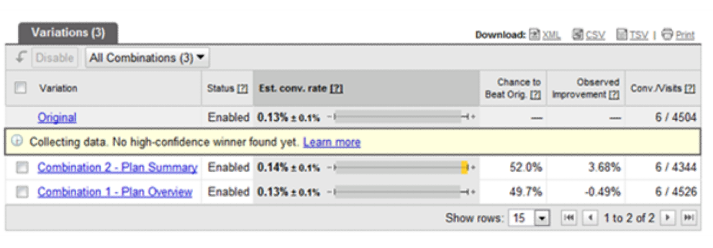 Variations (3)
Download: XML CSV TSV | Print
Disable All Combinations (3)
Variation Status [?] Est. conv. rate [?] Chance to Beat Orig. [?] Observed Improvement [?] Conv./Visits [?]
Original Enabled 0.13% ± 0.1% - + — — 6 / 4504
Collecting data. No high-confidence winner found yet. Learn more
Combination 2 - Plan Summary Enabled 0.14% ± 0.1% - + 52.0% 3.68% 6 / 4344
Combination 1 - Plan Overview Enabled 0.13% ± 0.1% - + 49.7% -0.49% 6 / 4526
Show rows: 15 1 to 2 of 2